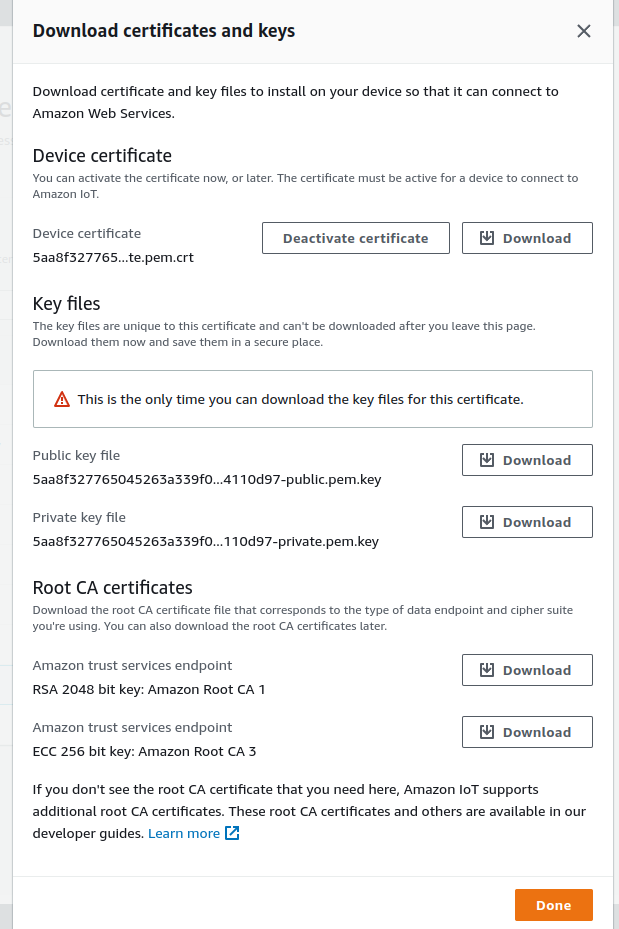 Download certificates and keys
Download certificate and key files to install on your device so that it can connect to
Amazon Web Services.
Device certificate
You can activate the certificate now, or later. The certificate must be active for a device to connect to
Amazon IoT.
Device certificate
5aa8f327765...te.pem.crt
Deactivate certificate
Download
Key files
The key files are unique to this certificate and can't be downloaded after you leave this page.
Download them now and save them in a secure place.
This is the only time you can download the key files for this certificate.
Public key file
5aa8f327765045263a339f0...4110d97-public.pem.key
Download
Private key file
5aa8f327765045263a339f0...110d97-private.pem.key
Download
Root CA certificates
Download the root CA certificate file that corresponds to the type of data endpoint and cipher suite
you're using. You can also download the root CA certificates later.
Amazon trust services endpoint
RSA 2048 bit key: Amazon Root CA 1
Download
Amazon trust services endpoint
ECC 256 bit key: Amazon Root CA 3
Download
If you don't see the root CA certificate that you need here, Amazon IoT supports
additional root CA certificates. These root CA certificates and others are available in our
developer guides. Learn more
Done